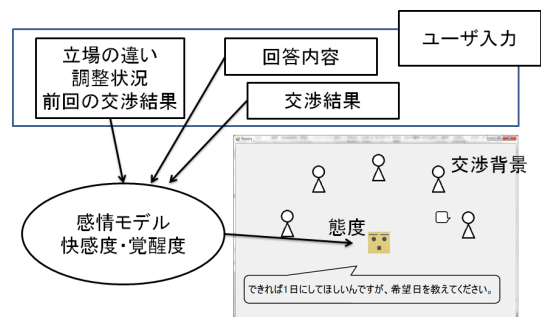 ユーザ入力
立場の違い
調整状況
前回の交渉結果
回答内容
交渉結果
交渉背景
感情モデル
快感度・覚醒度
態度
できれば1日にしてほしいんですが、希望日を教えてください。